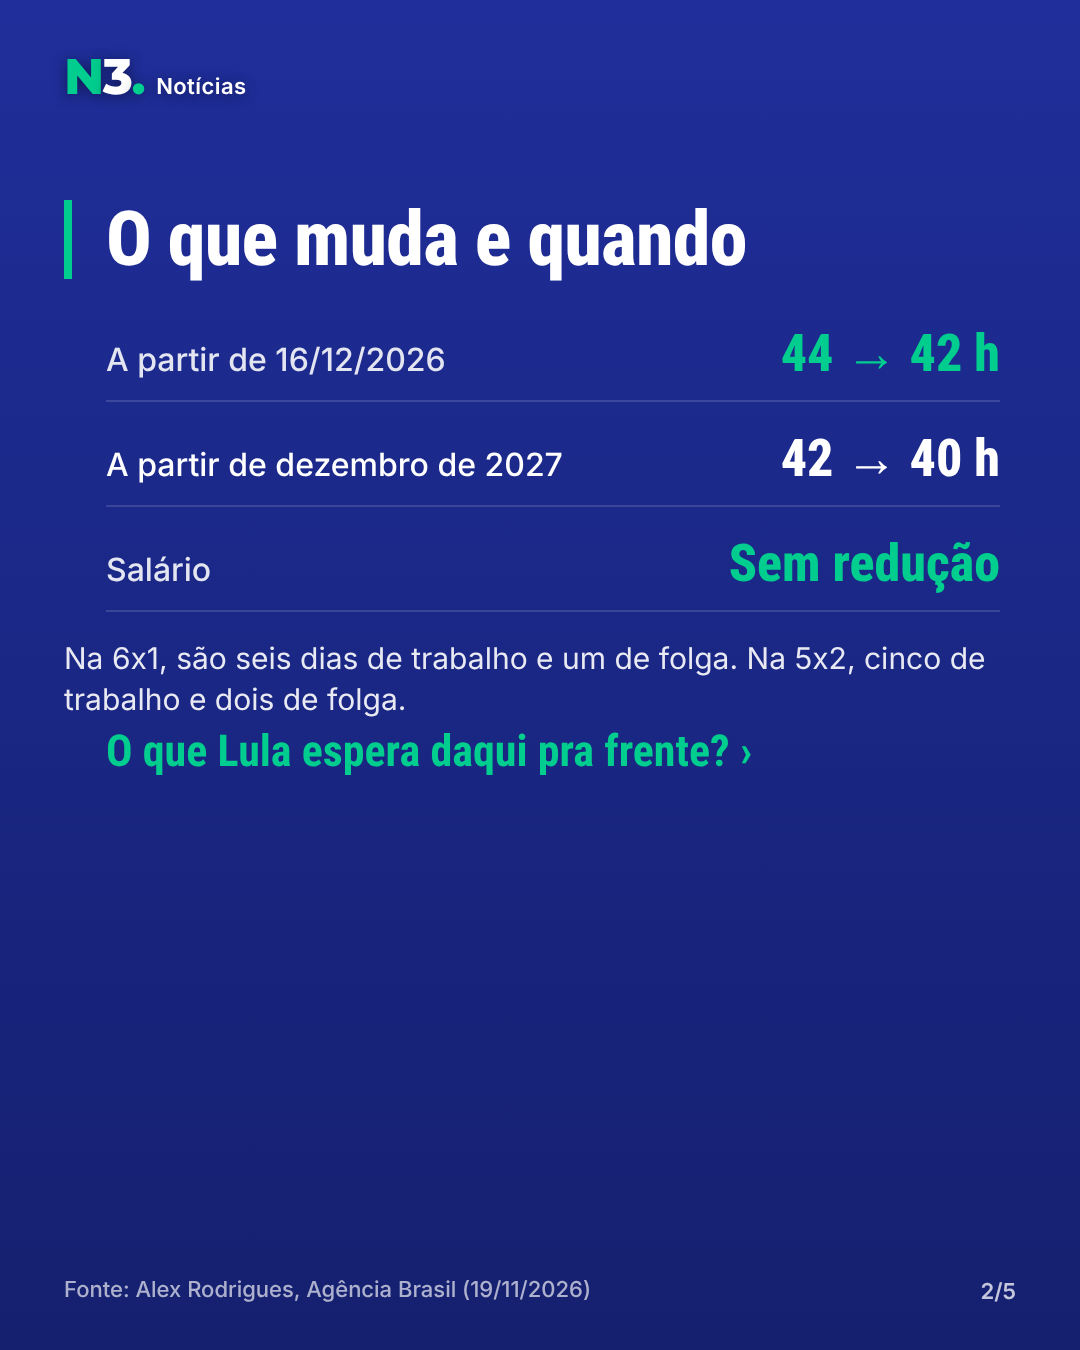 N3. Notícias
O que muda e quando
A partir de 16/12/2026 44 → 42 h
A partir de dezembro de 2027 42 → 40 h
Salário Sem redução
Na 6x1, são seis dias de trabalho e um de folga. Na 5x2, cinco de
trabalho e dois de folga.
O que Lula espera daqui pra frente? ›
Fonte: Alex Rodrigues, Agência Brasil (19/11/2026) 2/5